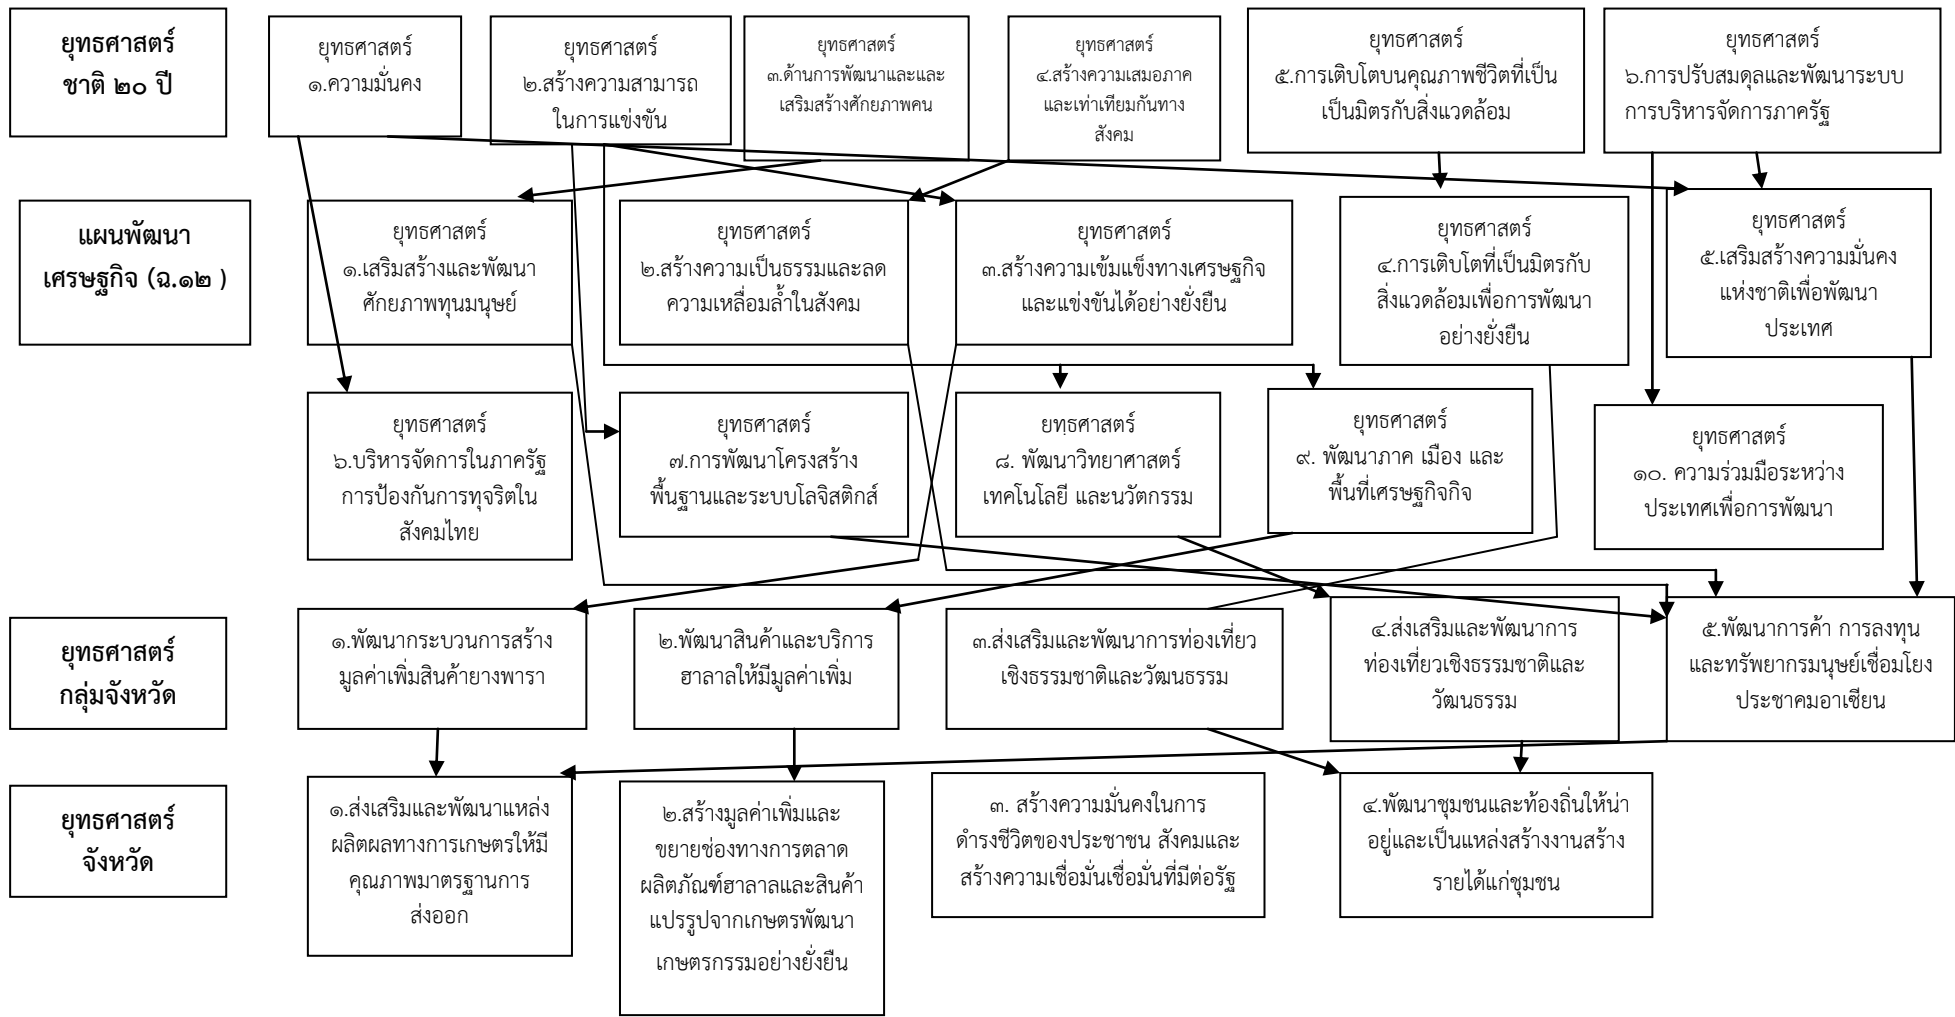 ยุทธศาสตร์
ชาติ ๒๐ ปี
ยุทธศาสตร์
๑.ความมั่นคง
ยุทธศาสตร์
๒.สร้างความสามารถ
ในการแข่งขัน
ยุทธศาสตร์
๓.ด้านการพัฒนาและและ
เสริมสร้างศักยภาพคน
ยุทธศาสตร์
๔.สร้างความเสมอภาค
และเท่าเทียมกันทาง
สังคม
ยุทธศาสตร์
๕.การเติบโตบนคุณภาพชีวิตที่เป็น
เป็นมิตรกับสิ่งแวดล้อม
ยุทธศาสตร์
๖.การปรับสมดุลและพัฒนาระบบ
การบริหารจัดการภาครัฐ
แผนพัฒนา
เศรษฐกิจ (ฉ.๑๒ )
ยุทธศาสตร์
๑.เสริมสร้างและพัฒนา
ศักยภาพทุนมนุษย์
ยุทธศาสตร์
๒.สร้างความเป็นธรรมและลด
ความเหลื่อมล้ำในสังคม
ยุทธศาสตร์
๓.สร้างความเข้มแข็งทางเศรษฐกิจ
และแข่งขันได้อย่างยั่งยืน
ยุทธศาสตร์
๔.การเติบโตที่เป็นมิตรกับ
สิ่งแวดล้อมเพื่อการพัฒนา
อย่างยั่งยืน
ยุทธศาสตร์
๕.เสริมสร้างความมั่นคง
แห่งชาติเพื่อพัฒนา
ประเทศ
ยุทธศาสตร์
๖.บริหารจัดการในภาครัฐ
การป้องกันการทุจริตใน
สังคมไทย
ยุทธศาสตร์
๗.การพัฒนาโครงสร้าง
พื้นฐานและระบบโลจิสติกส์
ยุทธศาสตร์
๘. พัฒนาวิทยาศาสตร์
เทคโนโลยี และนวัตกรรม
ยุทธศาสตร์
๙. พัฒนาภาค เมือง และ
พื้นที่เศรษฐกิจกิจ
ยุทธศาสตร์
๑๐. ความร่วมมือระหว่าง
ประเทศเพื่อการพัฒนา
ยุทธศาสตร์
กลุ่มจังหวัด
๑.พัฒนากระบวนการสร้าง
มูลค่าเพิ่มสินค้ายางพารา
๒.พัฒนาสินค้าและบริการ
ฮาลาลให้มีมูลค่าเพิ่ม
๓.ส่งเสริมและพัฒนาการท่องเที่ยว
เชิงธรรมชาติและวัฒนธรรม
๔.ส่งเสริมและพัฒนาการ
ท่องเที่ยวเชิงธรรมชาติและ
วัฒนธรรม
๕.พัฒนาการค้า การลงทุน
และทรัพยากรมนุษย์เชื่อมโยง
ประชาคมอาเซียน
ยุทธศาสตร์
จังหวัด
๑.ส่งเสริมและพัฒนาแหล่ง
ผลิตผลทางการเกษตรให้มี
คุณภาพมาตรฐานการ
ส่งออก
๒.สร้างมูลค่าเพิ่มและ
ขยายช่องทางการตลาด
ผลิตภัณฑ์ฮาลาลและสินค้า
แปรรูปจากเกษตรพัฒนา
เกษตรกรรมอย่างยั่งยืน
๓. สร้างความมั่นคงในการ
ดำรงชีวิตของประชาชน สังคมและ
สร้างความเชื่อมั่นเชื่อมั่นที่มีต่อรัฐ
๔.พัฒนาชุมชนและท้องถิ่นให้น่า
อยู่และเป็นแหล่งสร้างงานสร้าง
รายได้แก่ชุมชน